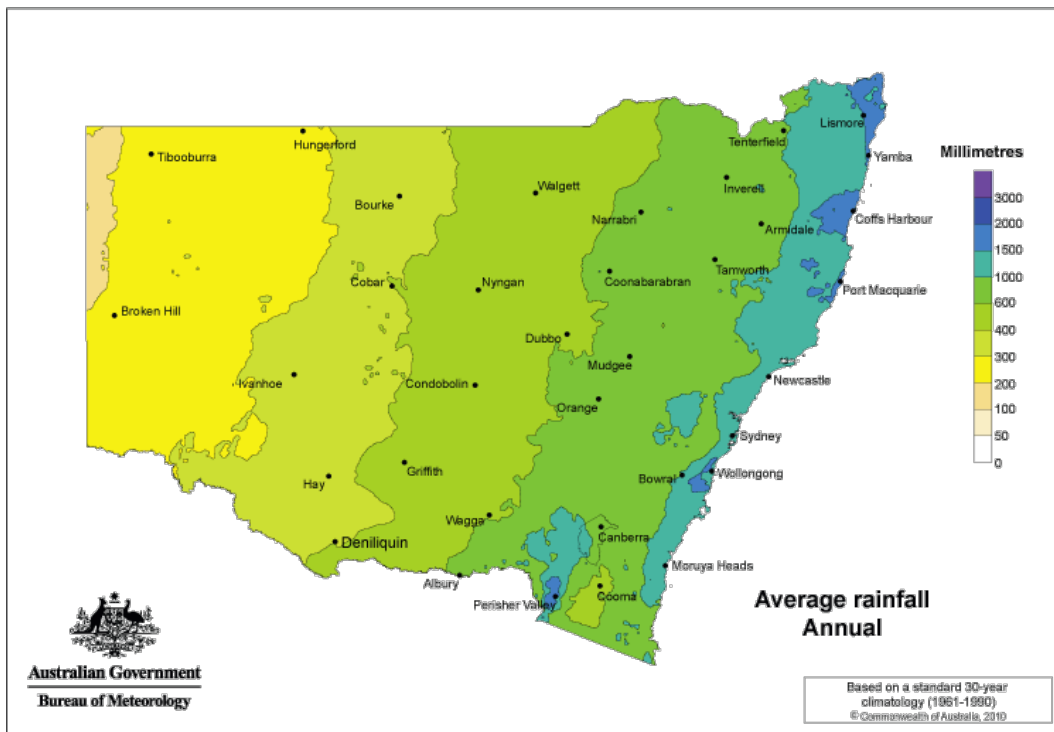 Lismore
Tenterfield
Hungerford
Tibooburra
Yamba
Millimetres
Inverell
Walgett
Bourke
3000
Narrabri
Coffs Harbour
2000
Armidale
1500
Tamworth
1000
Coonabarabran
Cobar
Nyngan
Port Macquarie
600
Broken Hill
400
Dubbo
300
Mudgee
Ivanhoe
Condobolin
Newcastle
200
Orange
100
Sydney
50
0
Griffith
Wollongong
Bowral
Hay
Wagga
Canberra
Deniliquin
Moruya Heads
Albury
Cooma
Perisher Valley
Average rainfall
Annual
Australian Government
Bureau of Meteorology
Based on a standard 30-year
climatology (1961-1990)
© Commonwealth of Australia, 2010